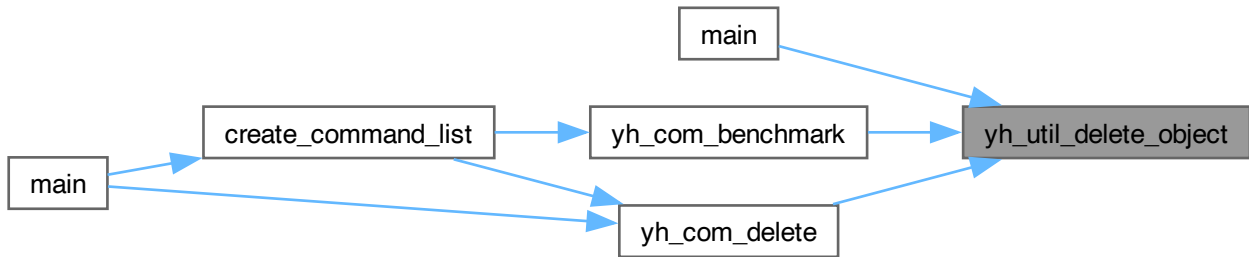 main
create_command_list
yh_com_benchmark
yh_util_delete_object
main
yh_com_delete